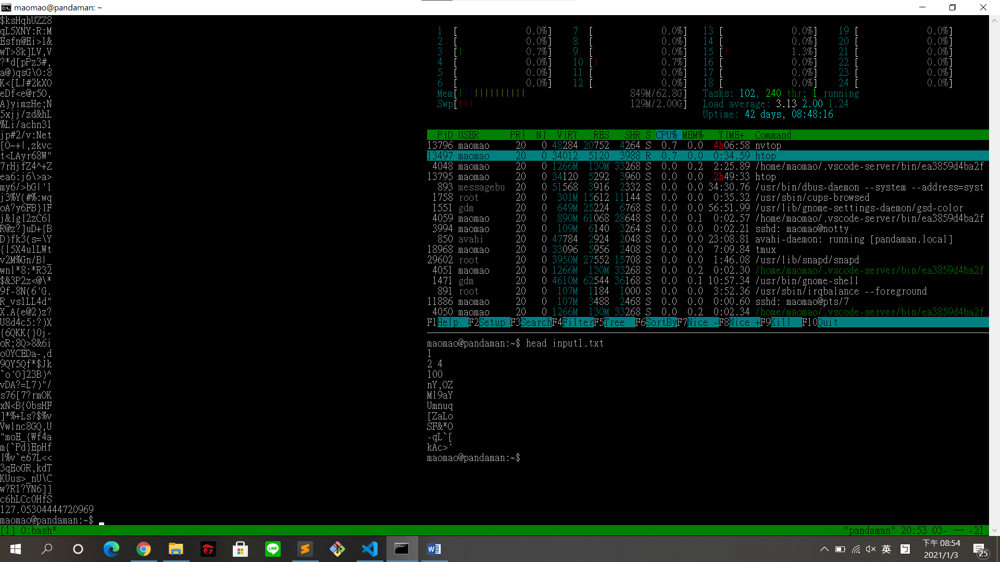 maomao@pandaman: ~
$ksHqhUZZ8
qL5XNY:R:M
Esfn@Ei>l&
wT>8k]LV,V
?*d[pPz3#,
a@)qsG\O:8
K<[LJ#2kXO
eDf<e@r5O,
A}yimzHe;N
5xjj/zd&hL
%Li/achn31
jp#2/v:Net
[O~+|,zkvc
t<LAyr68W"
7rHjfZ4^+Z
ea6:j6\>a>
my6/>bG|'l
j3%Y(#%:wq
oA?y6FB}IF
j&IgI2zC6l
R@z?]uD+{B
D)fk3(s=\Y
{l5X4ulLWt
v2M%Gn/B|_
wnl*8:*R32
$&3P2z<@\*
9f-8N(6'G.
R_vslLL4d"
X.A{e@2)z?
U8d4c5:?)X
{6QKK{}0j-
oR;8Q>8&6i
o0YCEDa-,d
9QY5Qf*$Jk
`o'O]23B)^
vDA?=L7)"/
s76[7?rmOK
xN<B{0bsHF
]*%+Ls?$%v
Vwlnc8GQ,U
"moE_{Wf4a
m{`Pd}EpHf
I%v`e67L<<
3qEoGR,kdT
KUus>_nU\C
w?Rl?YN6]]
c6hLCc0HfS
127.05304444720969
maomao@pandaman:~$
1 [ 0.0%] 7 [ 0.0%] 13 [ 0.0%] 19 [ 0.0%]
2 [ 0.0%] 8 [ 0.0%] 14 [ 0.0%] 20 [ 0.0%]
3 [| 0.7%] 9 [ 0.0%] 15 [| 1.3%] 21 [ 0.0%]
4 [ 0.0%] 10 [| 0.7%] 16 [ 0.0%] 22 [ 0.0%]
5 [ 0.0%] 11 [ 0.0%] 17 [ 0.0%] 23 [ 0.0%]
6 [ 0.0%] 12 [ 0.0%] 18 [ 0.0%] 24 [ 0.0%]
Mem[||||||||||||| 849M/62.8G] Tasks: 102, 240 thr; 1 running
Swp[||| 129M/2.00G] Load average: 3.13 2.00 1.24
Uptime: 42 days, 08:48:16
PID USER PRI NI VIRT RES SHR S CPU% MEM% TIME+ Command
13796 maomao 20 0 48284 20752 4264 S 0.7 0.0 4h06:58 nvtop
13497 maomao 20 0 34012 5120 3988 R 0.7 0.0 0:34.59 htop
4048 maomao 20 0 1266M 130M 33268 S 0.0 0.2 2:25.89 /home/maomao/.vscode-server/bin/ea3859d4ba2f
13795 maomao 20 0 34120 5292 3960 S 0.0 0.0 2h49:33 htop
893 messagebu 20 0 51568 3916 2332 S 0.0 0.0 34:30.76 /usr/bin/dbus-daemon --system --address=syst
1758 root 20 0 301M 15612 11144 S 0.0 0.0 0:35.32 /usr/sbin/cups-browsed
1551 gdm 20 0 649M 25224 6768 S 0.0 0.0 56:51.99 /usr/lib/gnome-settings-daemon/gsd-color
4059 maomao 20 0 890M 61068 28648 S 0.0 0.1 0:02.57 /home/maomao/.vscode-server/bin/ea3859d4ba2f
3994 maomao 20 0 109M 6140 3264 S 0.0 0.0 0:02.21 sshd: maomao@notty
850 avahi 20 0 47784 2924 2048 S 0.0 0.0 23:08.81 avahi-daemon: running [pandaman.local]
18968 maomao 20 0 33096 5956 2408 S 0.0 0.0 7:09.84 tmux
29602 root 20 0 3950M 27552 15708 S 0.0 0.0 1:46.08 /usr/lib/snapd/snapd
4051 maomao 20 0 1266M 130M 33268 S 0.0 0.2 0:02.30 /home/maomao/.vscode-server/bin/ea3859d4ba2f
1471 gdm 20 0 4610M 62544 36168 S 0.0 0.1 10:57.34 /usr/bin/gnome-shell
891 root 20 0 107M 1184 1000 S 0.0 0.0 3:52.36 /usr/sbin/irqbalance --foreground
11886 maomao 20 0 107M 3488 2468 S 0.0 0.0 0:00.60 sshd: maomao@pts/7
4050 maomao 20 0 1266M 130M 33268 S 0.0 0.2 0:02.34 /home/maomao/.vscode-server/bin/ea3859d4ba2f
F1Help F2Setup F3SearchF4FilterF5Tree F6SortByF7Nice -F8Nice +F9Kill F10Quit
maomao@pandaman:~$ head input1.txt
1
2 4
100
nY,OZ
Ml9aY
Umnuq
[ZaLo
SF&*O
-qL`[
kAc>'
maomao@pandaman:~$
[1] 0:bash* "pandaman" 20:53 03- 一 -21
英
下午 08:54
2021/1/3
25